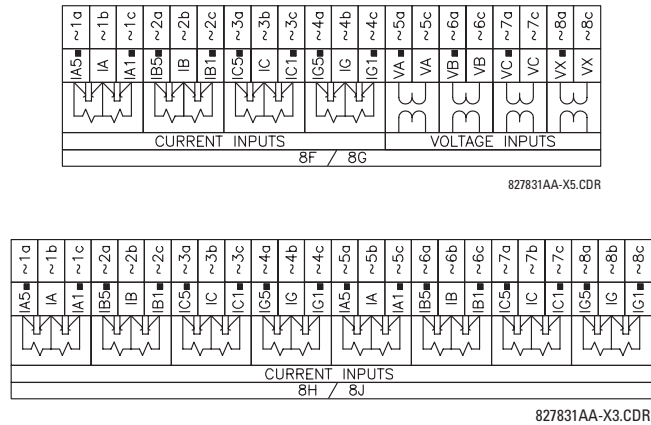 ~1a ~1b ~1c ~2a ~2b ~2c ~3a ~3b ~3c ~4a ~4b ~4c ~5a ~5c ~6a ~6c ~7a ~7c ~8a ~8c
IA5 IA IA1 IB5 IB IB1 IC5 IC IC1 IG5 IG IG1 VA VA VB VB VC VC VX VX
CURRENT INPUTS VOLTAGE INPUTS
8F / 8G
827831AA-X5.CDR
~1a ~1b ~1c ~2a ~2b ~2c ~3a ~3b ~3c ~4a ~4b ~4c ~5a ~5b ~5c ~6a ~6b ~6c ~7a ~7b ~7c ~8a ~8b ~8c
IA5 IA IA1 IB5 IB IB1 IC5 IC IC1 IG5 IG IG1 IA5 IA IA1 IB5 IB IB1 IC5 IC IC1 IG5 IG IG1
CURRENT INPUTS
8H / 8J
827831AA-X3.CDR